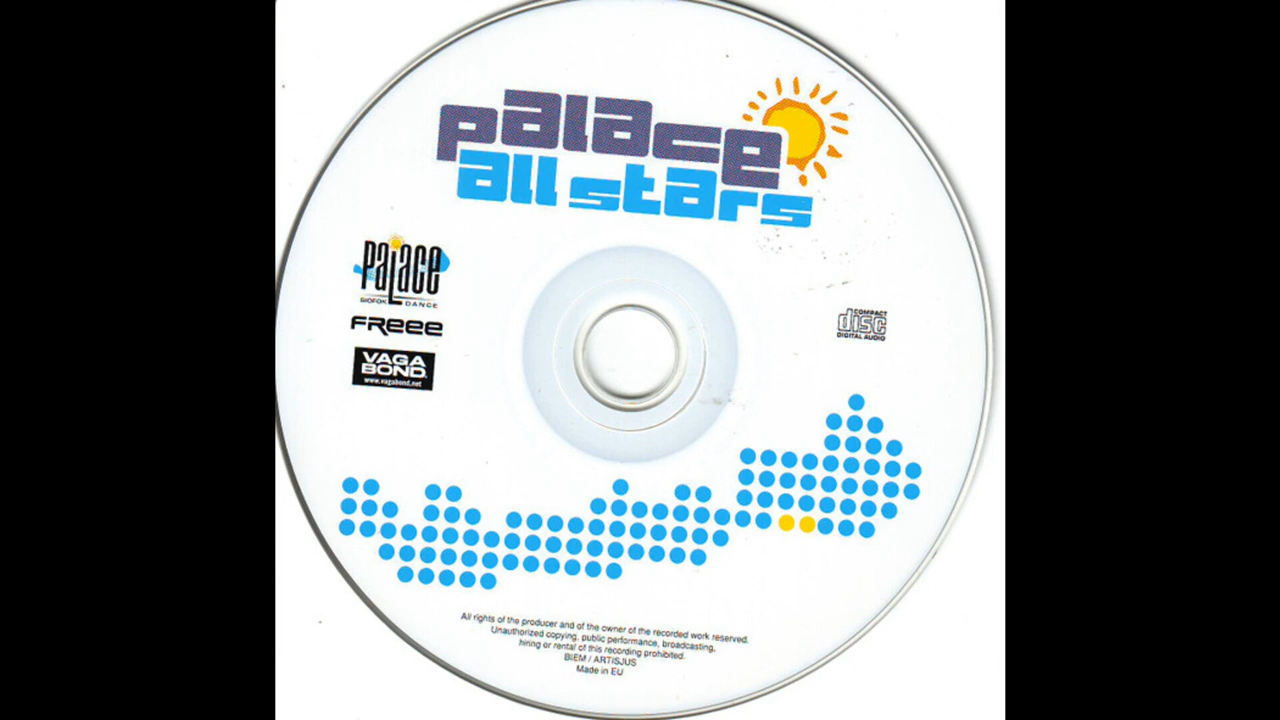 palace
all stars
PALACE
SIOFOK DANCE
FReee
VAGA
BOND
www.vagabond.net
COMPACT
disc
DIGITAL AUDIO
All rights of the producer and of the owner of the recorded work reserved.
Unauthorized copying, public performance, broadcasting,
hiring or rental of this recording prohibited.
BIEM / ARTISJUS
Made in EU